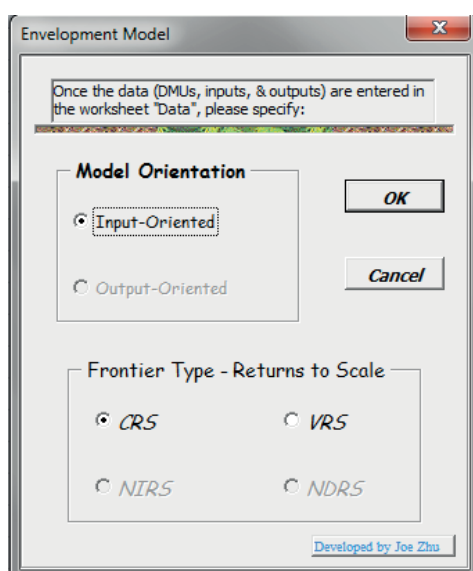 Envelopment Model
X
Once the data (DMUs, inputs, & outputs) are entered in
the worksheet "Data", please specify:
Model Orientation
Input-Oriented
OK
Output-Oriented
Cancel
Frontier Type - Returns to Scale
CRS VRS
NIRS NDRS
Developed by Joe Zhu